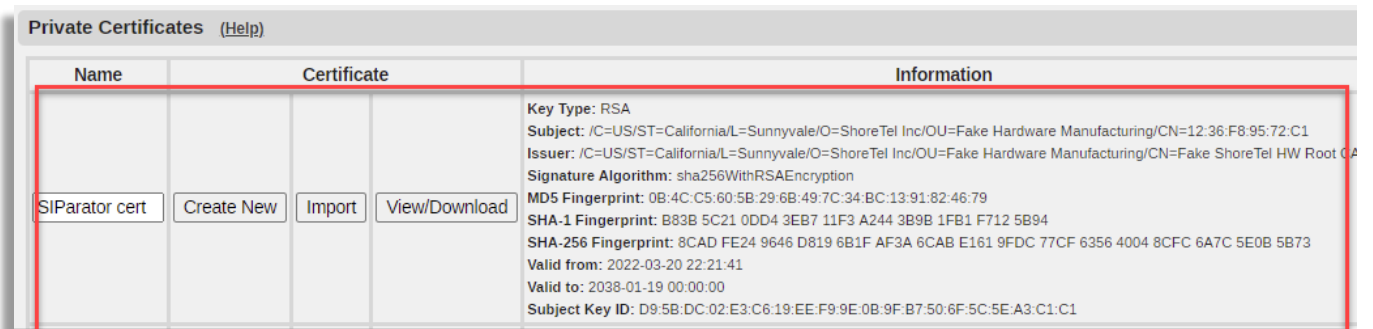 Private Certificates (Help)
Name Certificate Information
SIParator cert Create New Import View/Download
Key Type: RSA
Subject: /C=US/ST=California/L=Sunnyvale/O=ShoreTel Inc/OU=Fake Hardware Manufacturing/CN=12:36:F8:95:72:C1
Issuer: /C=US/ST=California/L=Sunnyvale/O=ShoreTel Inc/OU=Fake Hardware Manufacturing/CN=Fake ShoreTel HW Root CA
Signature Algorithm: sha256WithRSAEncryption
MD5 Fingerprint: 0B:4C:C5:60:5B:29:6B:49:7C:34:BC:13:91:82:46:79
SHA-1 Fingerprint: B83B 5C21 0DD4 3EB7 11F3 A244 3B9B 1FB1 F712 5B94
SHA-256 Fingerprint: 8CAD FE24 9646 D819 6B1F AF3A 6CAB E161 9FDC 77CF 6356 4004 8CFC 6A7C 5E0B 5B73
Valid from: 2022-03-20 22:21:41
Valid to: 2038-01-19 00:00:00
Subject Key ID: D9:5B:DC:02:E3:C6:19:EE:F9:9E:0B:9F:B7:50:6F:5C:5E:A3:C1:C1